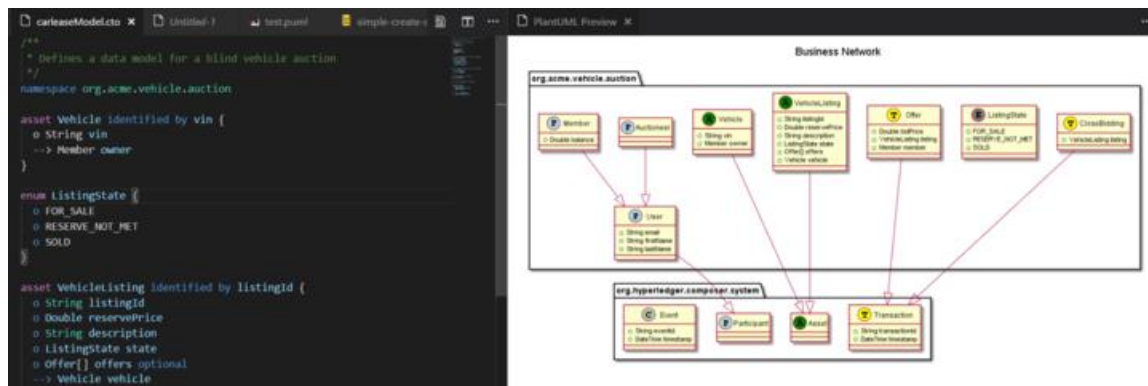 carleaseModel.cto
Untitled-1
test.puml
simple-create-
/**
* Defines a data model for a blind vehicle auction
*/
namespace org.acme.vehicle.auction
asset Vehicle identified by vin {
o String vin
--> Member owner
}
enum ListingState {
o FOR_SALE
o RESERVE_NOT_MET
o SOLD
}
asset VehicleListing identified by listingId {
o String listingId
o Double reservePrice
o String description
o ListingState state
o Offer[] offers optional
--> Vehicle vehicle
PlantUML Preview
Business Network
org.acme.vehicle.auction
P Member
Double balance
P Auctioneer
A Vehicle
String vin
Member owner
A VehicleListing
String listingId
Double reservePrice
String description
ListingState state
Offer[] offers
Vehicle vehicle
T Offer
Double bidPrice
VehicleListing listing
Member member
E ListingState
FOR_SALE
RESERVE_NOT_MET
SOLD
T CloseBidding
VehicleListing listing
P User
String email
String firstName
String lastName
org.hyperledger.composer.system
C Event
String eventId
DateTime timestamp
P Participant
A Asset
T Transaction
String transactionId
DateTime timestamp